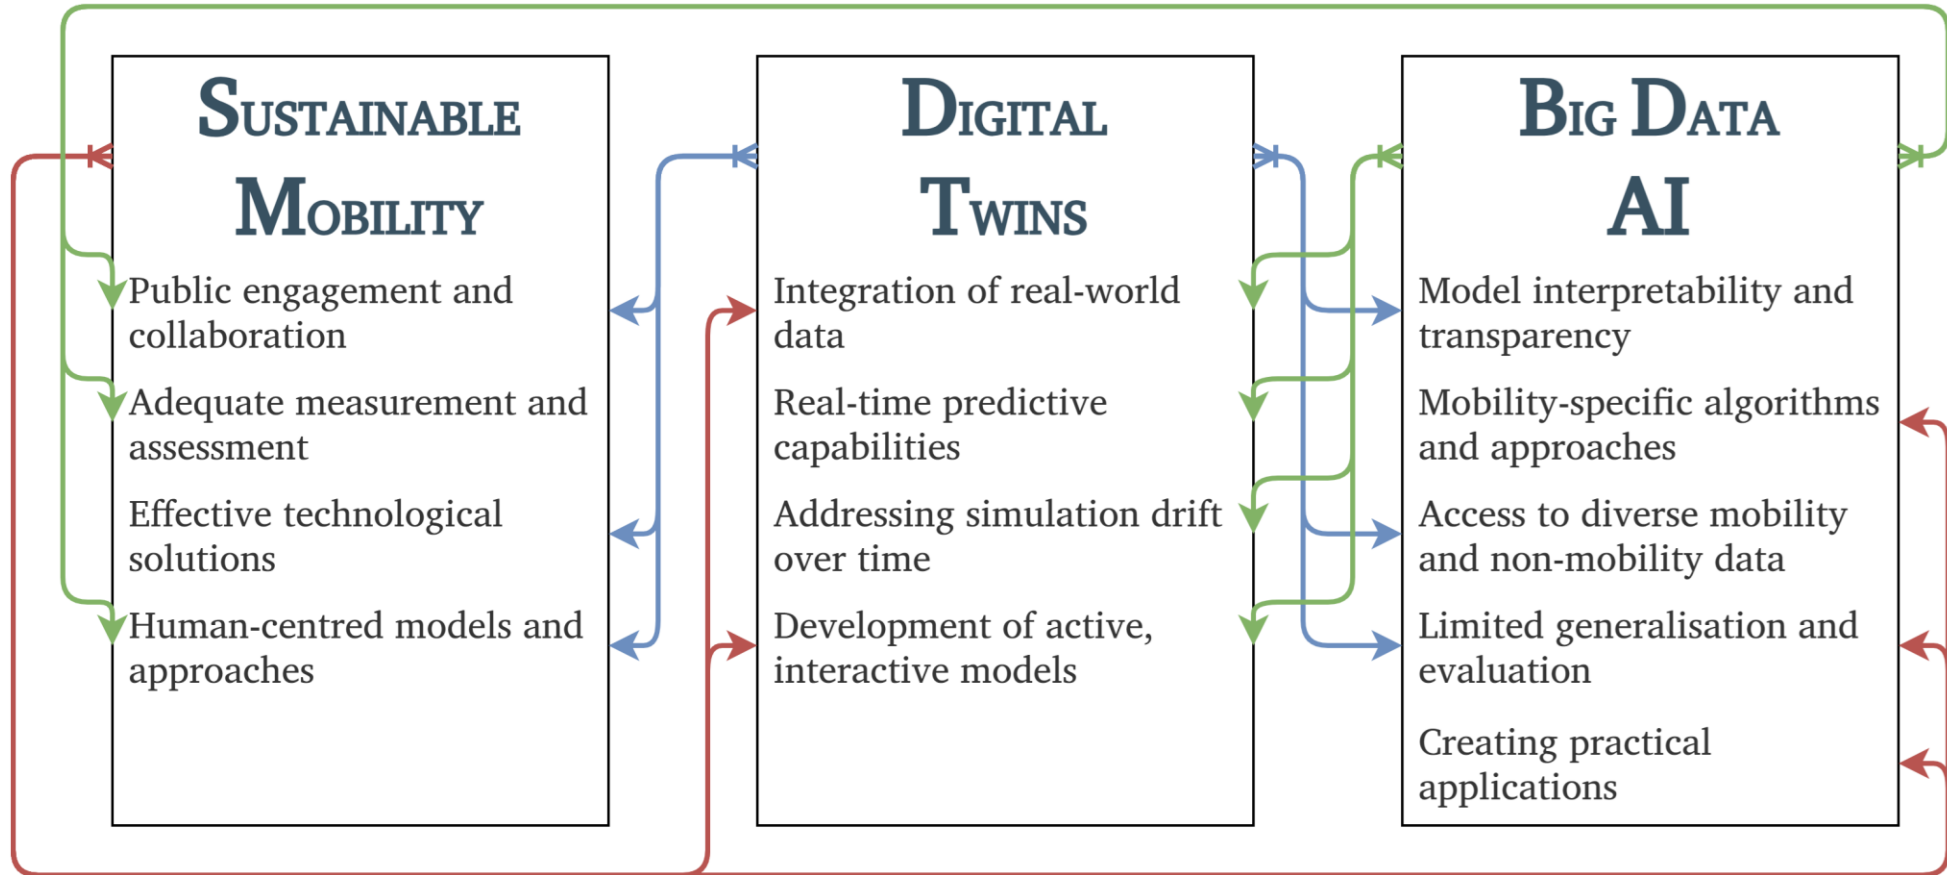 Sustainable
Mobility
Public engagement and
collaboration
Adequate measurement and
assessment
Effective technological
solutions
Human-centred models and
approaches
Digital
Twins
Integration of real-world
data
Real-time predictive
capabilities
Addressing simulation drift
over time
Development of active,
interactive models
Big Data
AI
Model interpretability and
transparency
Mobility-specific algorithms
and approaches
Access to diverse mobility
and non-mobility data
Limited generalisation and
evaluation
Creating practical
applications